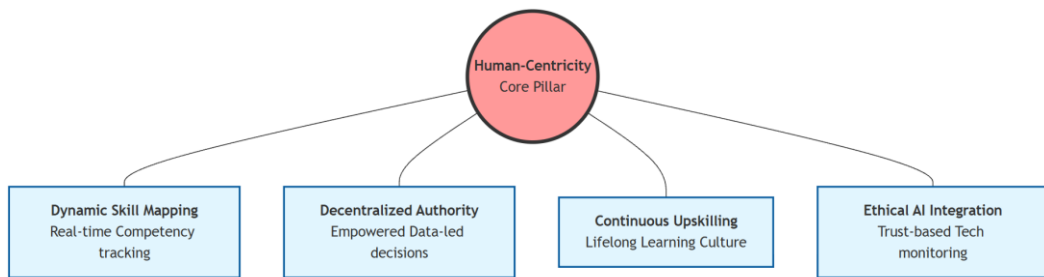 Human-Centricity
Core Pillar
Dynamic Skill Mapping
Real-time Competency
tracking
Decentralized Authority
Empowered Data-led
decisions
Continuous Upskilling
Lifelong Learning Culture
Ethical AI Integration
Trust-based Tech
monitoring